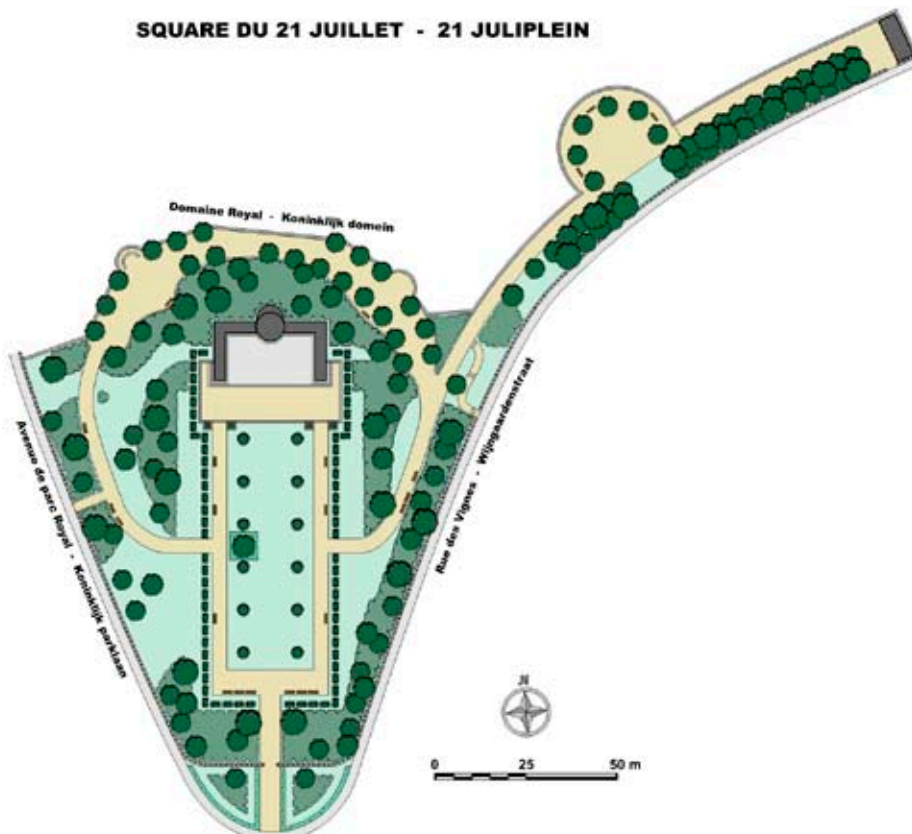 SQUARE DU 21 JUILLET - 21 JULIPLEIN
Domaine Royal - Koninklijk domein
Avenue de parc Royal - Koninklijk parklaan
Rue des Vignes - Wijngaardenstraat
N
0 25 50 m